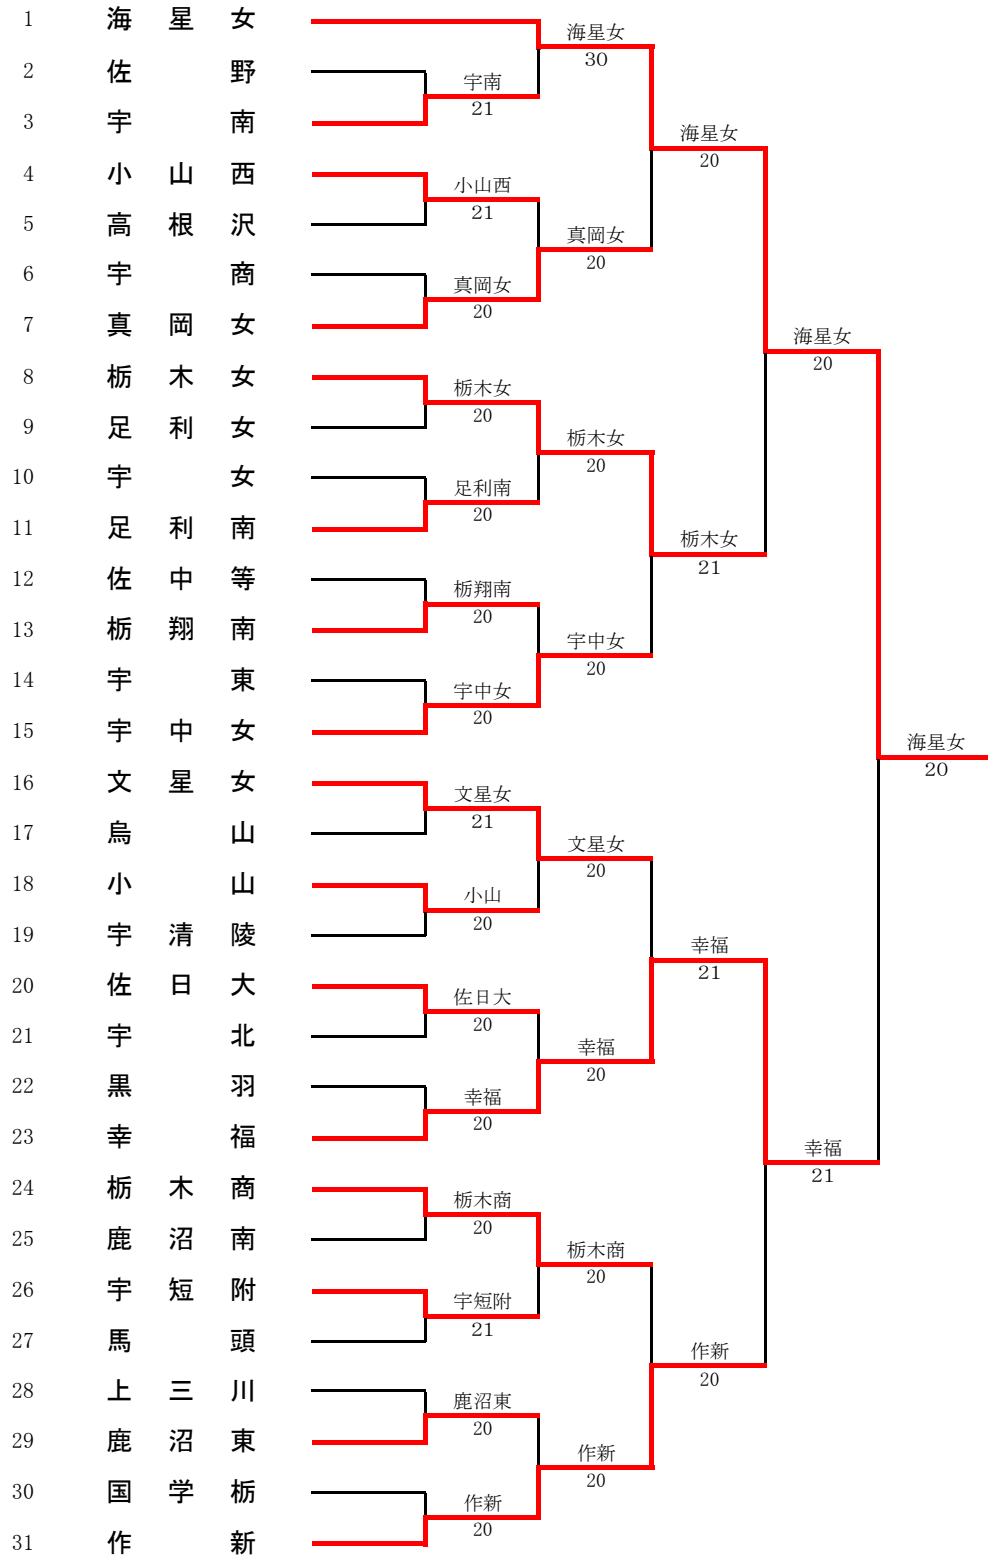 1 海星女
海星女
30
2 佐野
宇南
21
3 宇南
海星女
20
4 小山西
小山西
21
5 高根沢
真岡女
20
6 宇商
真岡女
20
7 真岡女
海星女
20
8 栃木女
栃木女
20
9 足利女
栃木女
20
10 宇女
足利南
20
11 足利南
栃木女
21
12 佐中等
栃翔南
20
13 栃翔南
宇中女
20
14 宇東
宇中女
20
15 宇中女
海星女
20
16 文星女
文星女
21
17 烏山
文星女
20
18 小山
小山
20
19 宇清陵
幸福
21
20 佐日大
佐日大
20
21 宇北
幸福
20
22 黒羽
幸福
20
23 幸福
幸福
21
24 栃木商
栃木商
20
25 鹿沼南
栃木商
20
26 宇短附
宇短附
21
27 馬頭
作新
20
28 上三川
鹿沼東
20
29 鹿沼東
作新
20
30 国学栃
作新
20
31 作新